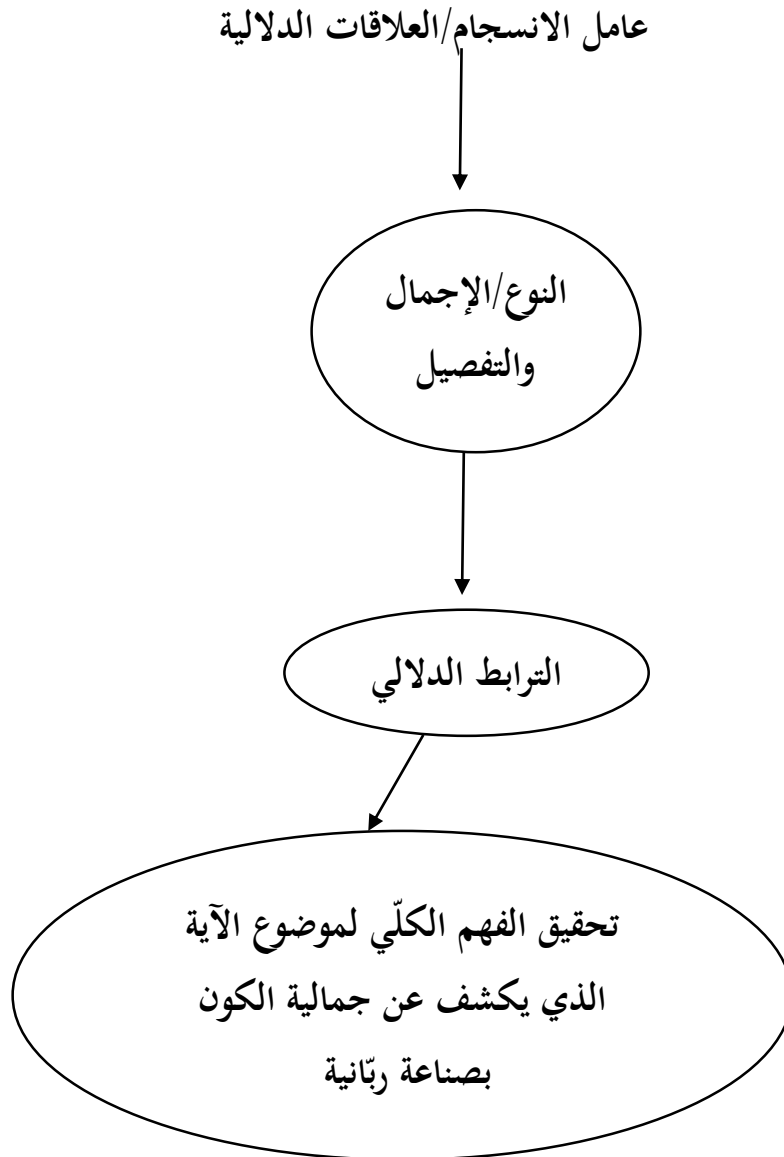 عامل الانسجام/العلاقات الدلالية
النوع/الإجمال
والتفصيل
الترابط الدلالي
تحقيق الفهم الكلّي لموضوع الآية
الذي يكشف عن جمالية الكون
بصناعة ربّانية